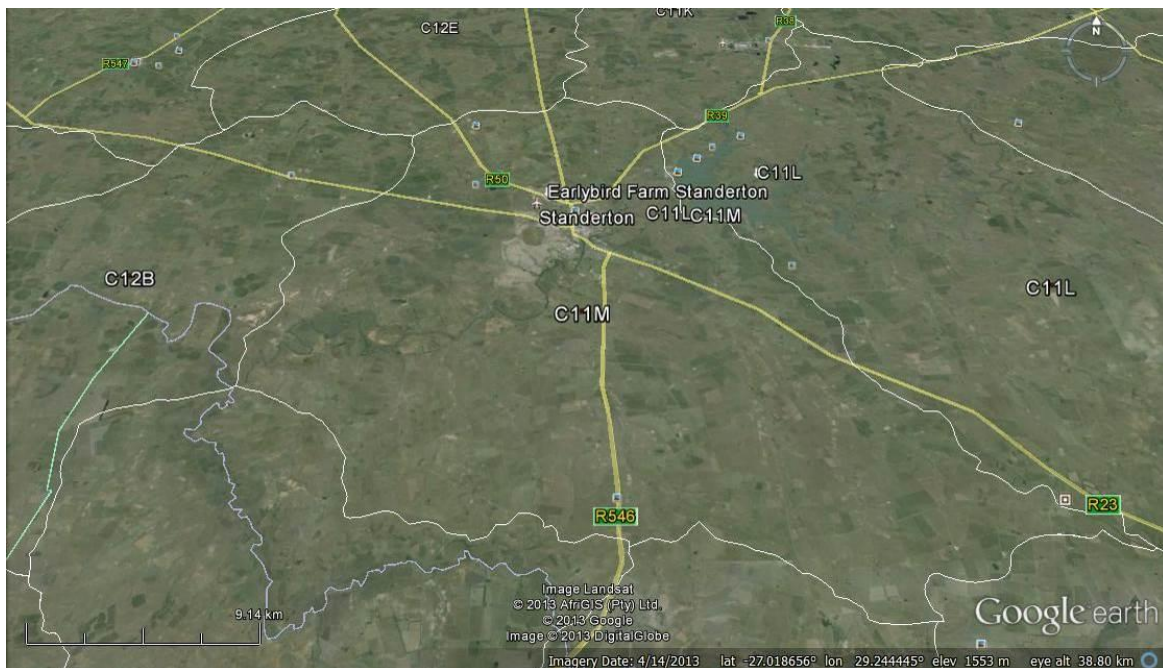 C11K
R38
C12E
N
R547
R39
R50
C11L
Earlybird Farm Standerton
Standerton
C11L C11M
C12B
C11L
C11M
R23
R546
9.14 km
Image Landsat
© 2013 AfriGIS (Pty) Ltd.
© 2013 Google
Image © 2013 DigitalGlobe
Google earth
Imagery Date: 4/14/2013 lat -27.018656° lon 29.244445° elev 1553 m eye alt 38.80 km